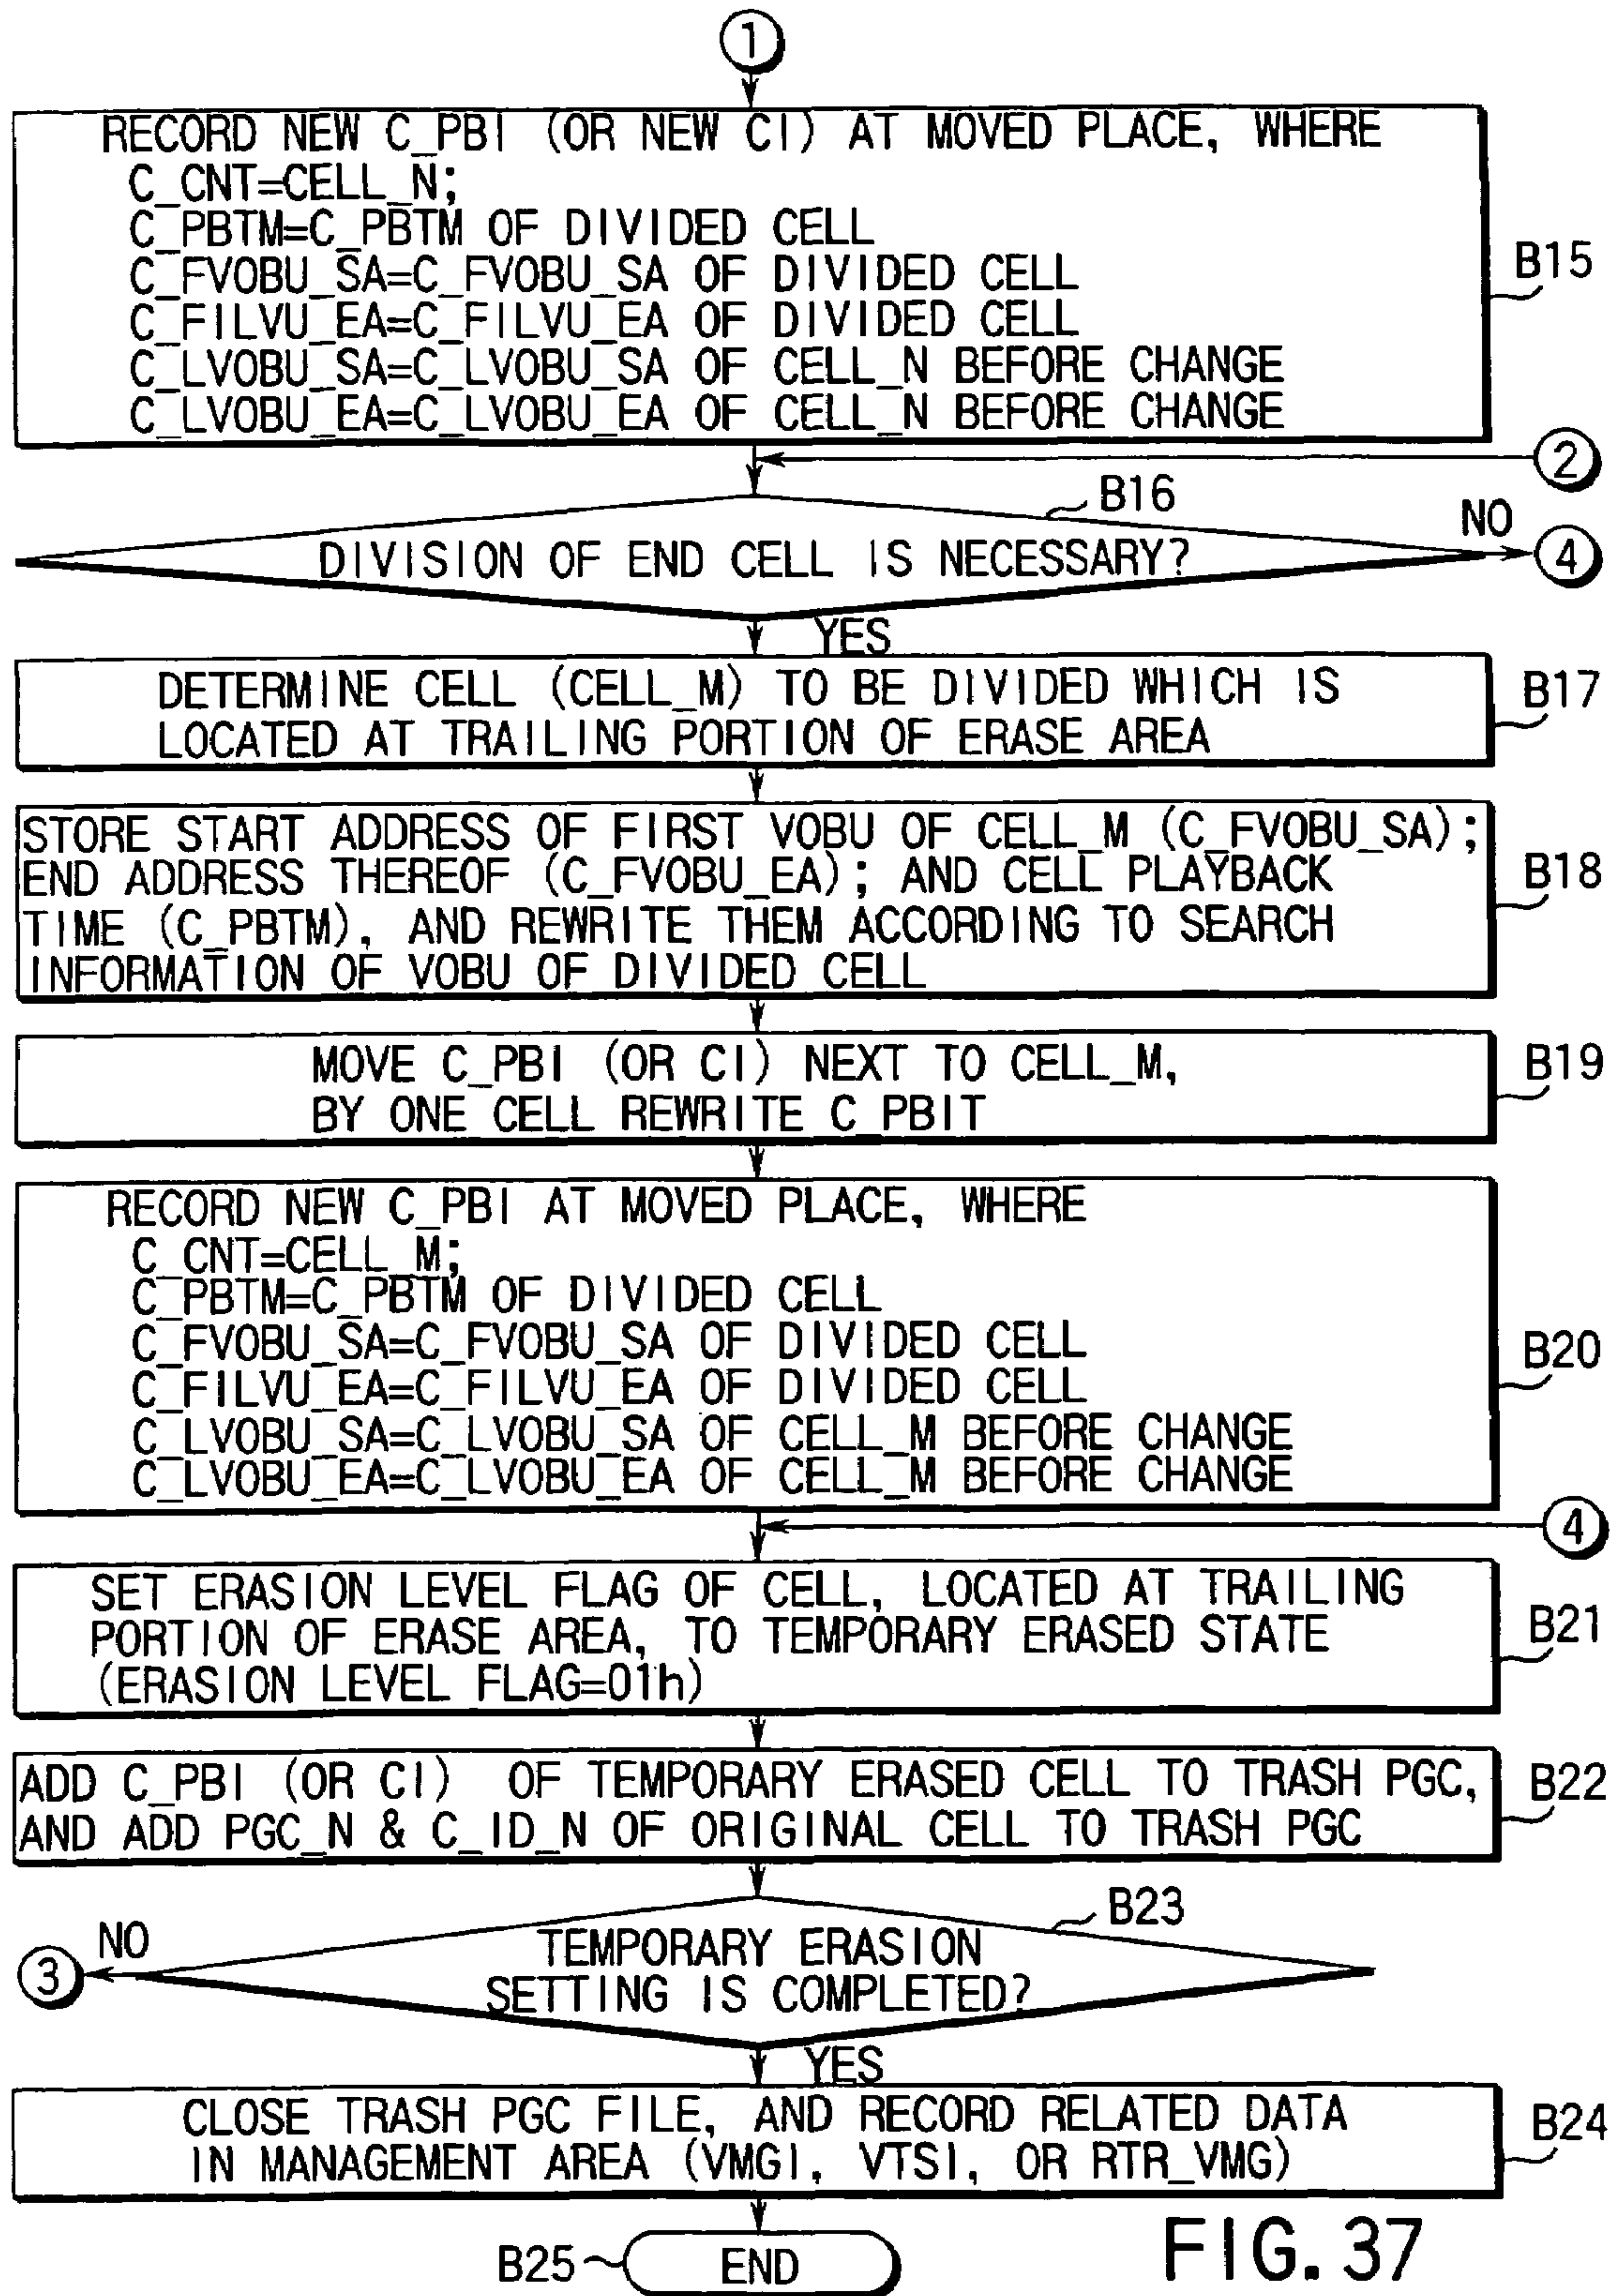 1
RECORD NEW C_PBI (OR NEW CI) AT MOVED PLACE, WHERE
C_CNT=CELL_N;
C_PBTM=C_PBTM OF DIVIDED CELL
C_FVOBU_SA=C_FVOBU_SA OF DIVIDED CELL
C_FILVU_EA=C_FILVU_EA OF DIVIDED CELL
C_LVOBU_SA=C_LVOBU_SA OF CELL_N BEFORE CHANGE
C_LVOBU_EA=C_LVOBU_EA OF CELL_N BEFORE CHANGE
B15
2
B16
DIVISION OF END CELL IS NECESSARY?
NO
4
YES
DETERMINE CELL (CELL_M) TO BE DIVIDED WHICH IS
LOCATED AT TRAILING PORTION OF ERASE AREA
B17
STORE START ADDRESS OF FIRST VOBU OF CELL_M (C_FVOBU_SA);
END ADDRESS THEREOF (C_FVOBU_EA); AND CELL PLAYBACK
TIME (C_PBTM), AND REWRITE THEM ACCORDING TO SEARCH
INFORMATION OF VOBU OF DIVIDED CELL
B18
MOVE C_PBI (OR CI) NEXT TO CELL_M,
BY ONE CELL REWRITE C_PBIT
B19
RECORD NEW C_PBI AT MOVED PLACE, WHERE
C_CNT=CELL_M;
C_PBTM=C_PBTM OF DIVIDED CELL
C_FVOBU_SA=C_FVOBU_SA OF DIVIDED CELL
C_FILVU_EA=C_FILVU_EA OF DIVIDED CELL
C_LVOBU_SA=C_LVOBU_SA OF CELL_M BEFORE CHANGE
C_LVOBU_EA=C_LVOBU_EA OF CELL_M BEFORE CHANGE
B20
4
SET ERASION LEVEL FLAG OF CELL, LOCATED AT TRAILING
PORTION OF ERASE AREA, TO TEMPORARY ERASED STATE
(ERASION LEVEL FLAG=01h)
B21
ADD C_PBI (OR CI) OF TEMPORARY ERASED CELL TO TRASH PGC,
AND ADD PGC_N & C_ID_N OF ORIGINAL CELL TO TRASH PGC
B22
B23
TEMPORARY ERASION
SETTING IS COMPLETED?
NO
3
YES
CLOSE TRASH PGC FILE, AND RECORD RELATED DATA
IN MANAGEMENT AREA (VMGI, VTSI, OR RTR_VMG)
B24
B25
END
FIG. 37